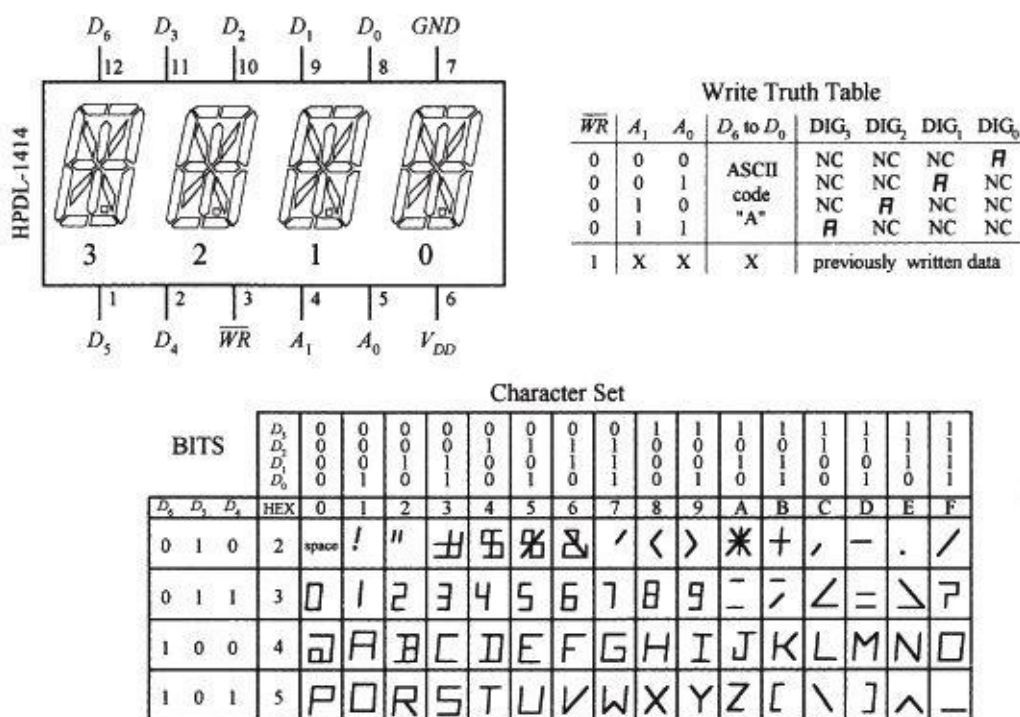 D₆ D₃ D₂ D₁ D₀ GND
12 11 10 9 8 7
HPDL-1414
3 2 1 0
1 2 3 4 5 6
D₅ D₄ W̅R̅ A₁ A₀ V_DD
Write Truth Table
W̅R̅ A₁ A₀ D₆ to D₀ DIG₃ DIG₂ DIG₁ DIG₀
0 0 0 ASCII code "A" NC NC NC A
0 0 1 NC NC A NC
0 1 0 NC A NC NC
0 1 1 A NC NC NC
1 X X X previously written data
Character Set
BITS
D₃ 0 0 0 0 0 0 0 0 1 1 1 1 1 1 1 1
D₂ 0 0 0 0 1 1 1 1 0 0 0 0 1 1 1 1
D₁ 0 0 1 1 0 0 1 1 0 0 1 1 0 0 1 1
D₀ 0 1 0 1 0 1 0 1 0 1 0 1 0 1 0 1
D₆ D₅ D₄ HEX 0 1 2 3 4 5 6 7 8 9 A B C D E F
0 1 0 2 space ! " # $ % & ' < > * + , - . /
0 1 1 3 0 1 2 3 4 5 6 7 8 9 : ; ∠ = > ?
1 0 0 4 @ A B C D E F G H I J K L M N O
1 0 1 5 P Q R S T U V W X Y Z [ \ ] ^ _